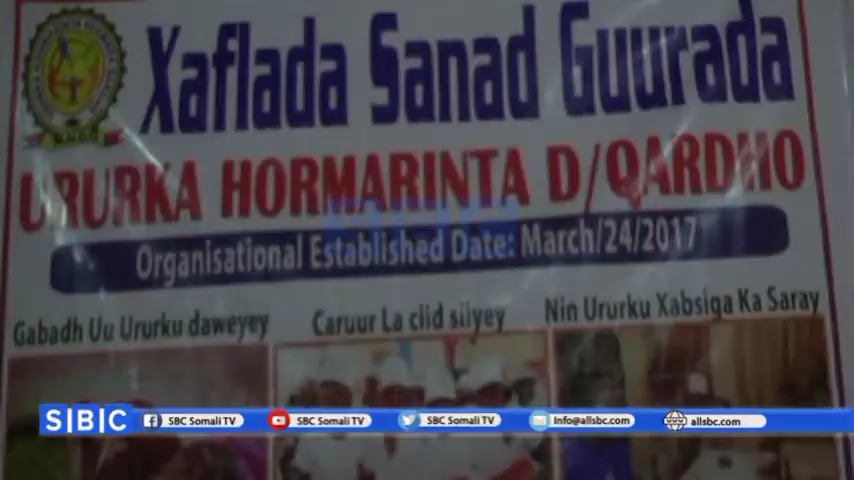 Xaflada Sanad Guurada
URURKA HORMARINTA D/QARDHO
Organisational Established Date: March/24/2017
Gabadh Uu Ururku daweyey
Caruur La ciid siiyey
Nin Ururku Xabsiga Ka Saray
SBC
SBC Somali TV
SBC Somali TV
SBC Somali TV
Info@allsbc.com
allsbc.com